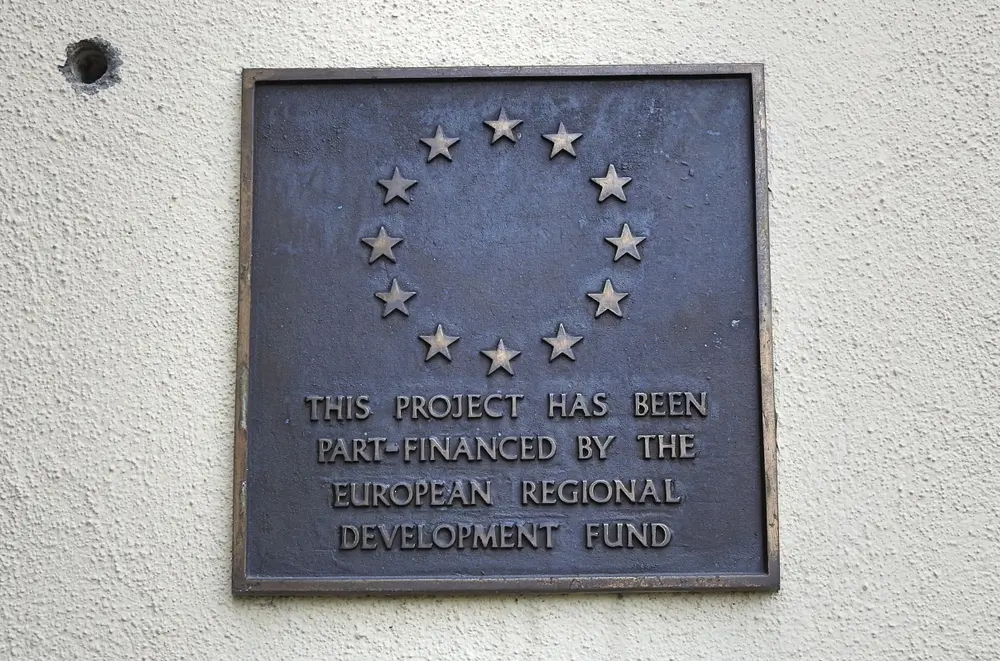 THIS PROJECT HAS BEEN
PART-FINANCED BY THE
EUROPEAN REGIONAL
DEVELOPMENT FUND